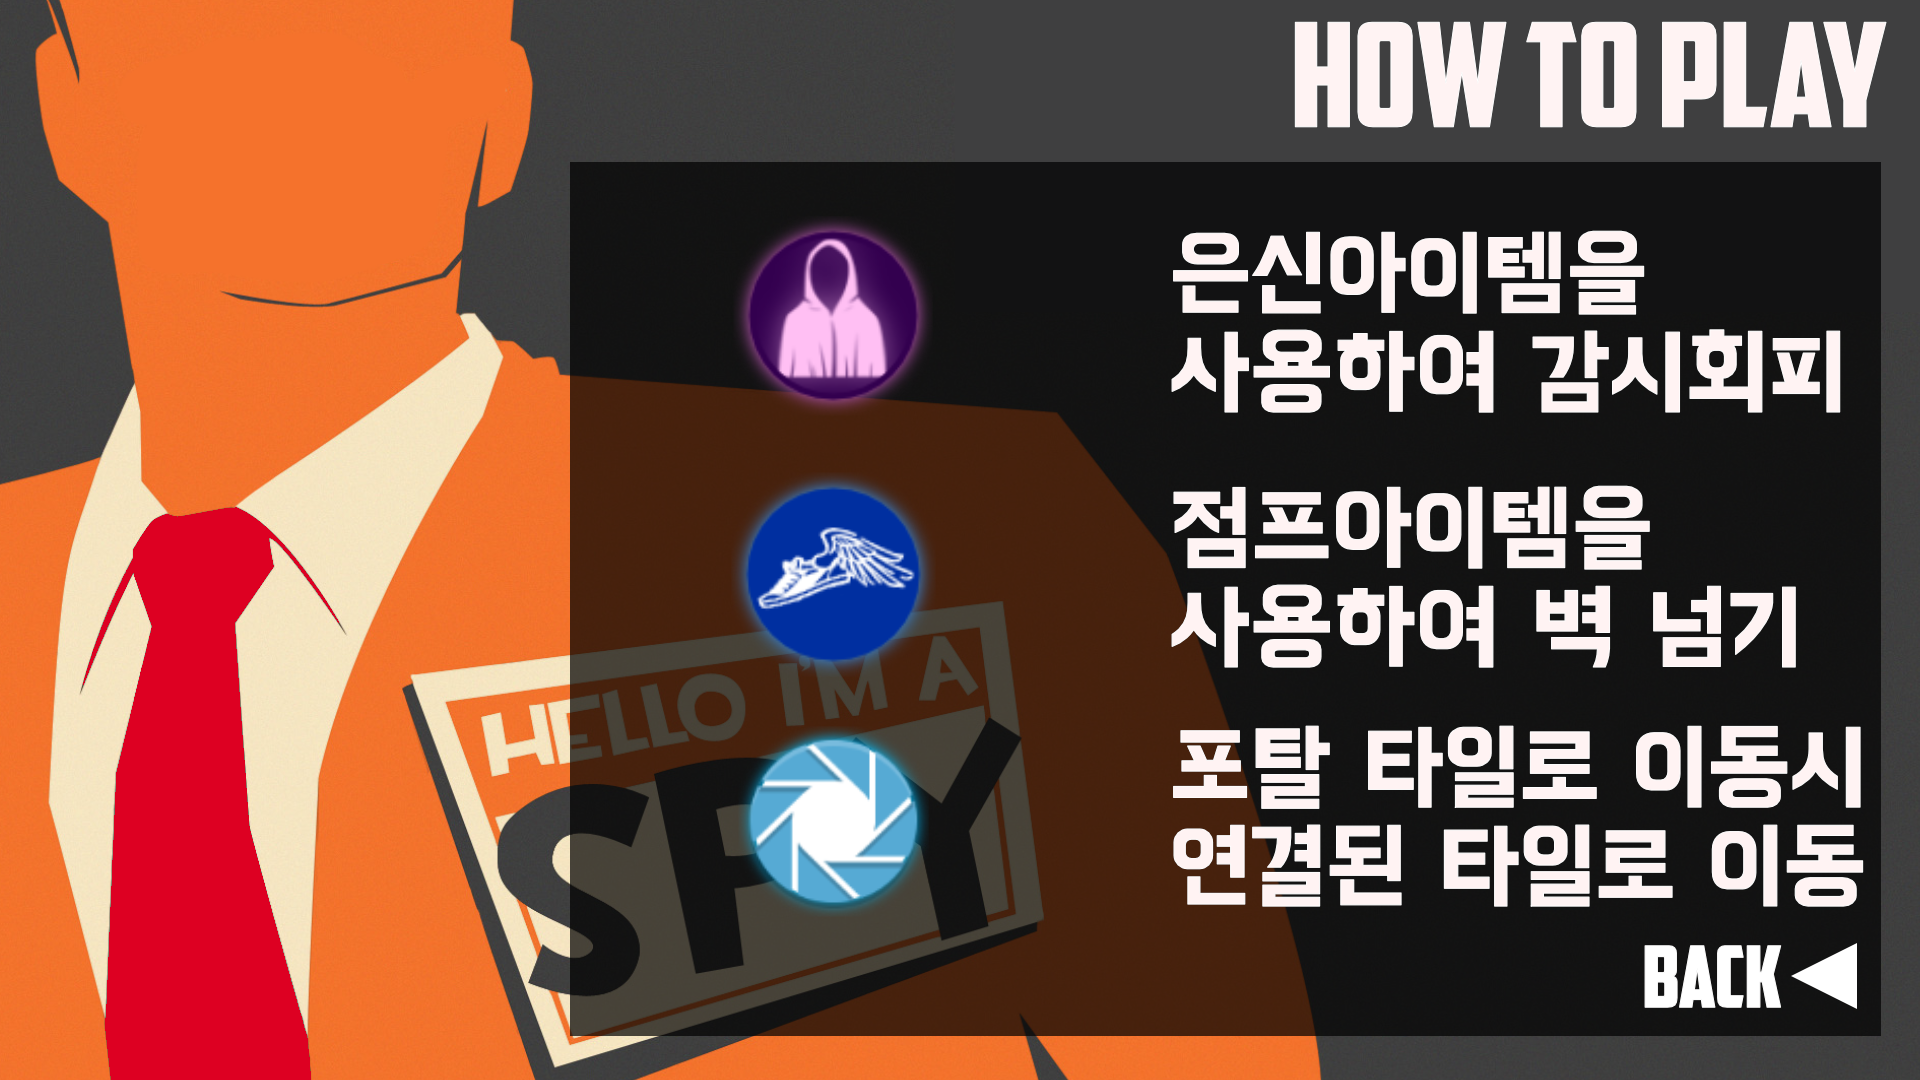 HOW TO PLAY
은신아이템을
사용하여 감시회피
점프아이템을
사용하여 벽 넘기
포탈 타일로 이동시
연결된 타일로 이동
HELLO I'M A
SPY
BACK